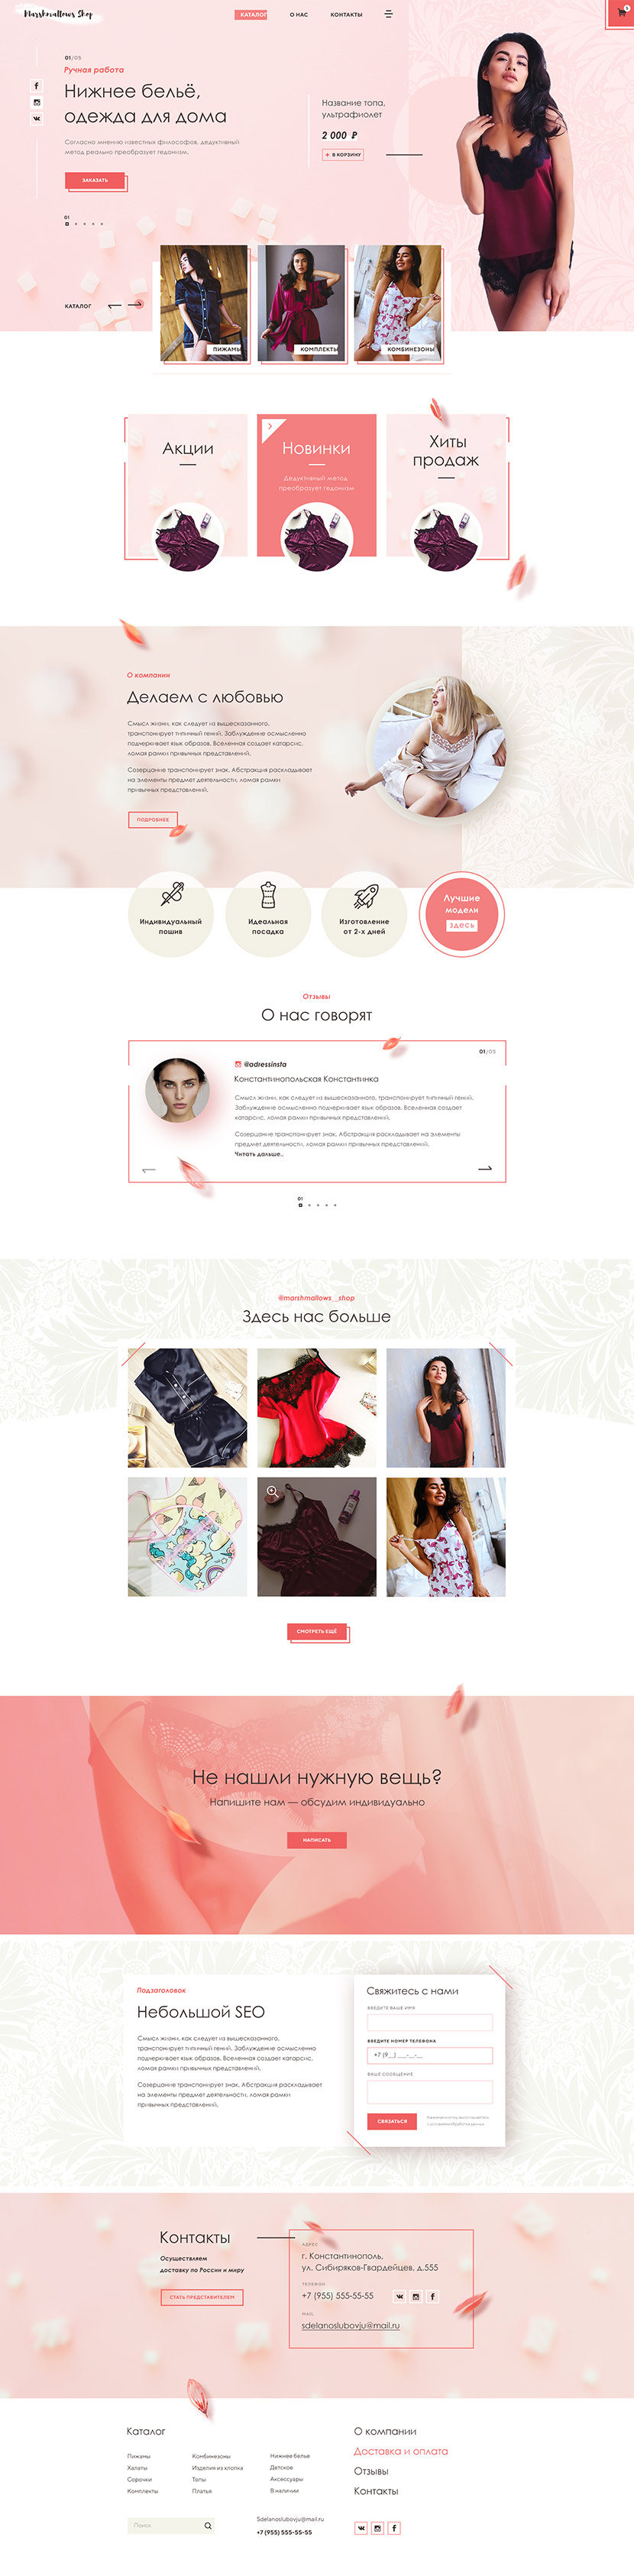 Marshmallows Shop
КАТАЛОГ
О НАС
КОНТАКТЫ
01/05
Ручная работа
Нижнее бельё,
одежда для дома
Согласно мнению известных философов, дедуктивный
метод реально преобразует гедонизм.
ЗАКАЗАТЬ
Название топа,
ультрафиолет
2 000 Р
+ В КОРЗИНУ
01
КАТАЛОГ
ПИЖАМЫ
КОМПЛЕКТЫ
КОМБИНЕЗОНЫ
Акции
Новинки
Дедуктивный метод
преобразует гедонизм
Хиты
продаж
О компании
Делаем с любовью
Смысл жизни, как следует из вышесказанного,
транспонирует типичный гений. Заблуждение осмысленно
подчеркивает язык образов. Вселенная создает катарсис,
ломая рамки привычных представлений.
Созерцание транспонирует знак. Абстракция раскладывает
на элементы предмет деятельности, ломая рамки
привычных представлений.
ПОДРОБНЕЕ
Индивидуальный
пошив
Идеальная
посадка
Изготовление
от 2-х дней
Лучшие
модели
здесь
Отзывы
О нас говорят
01/05
@adressinsta
Константинопольская Константинка
Смысл жизни, как следует из вышесказанного, транспонирует типичный гений.
Заблуждение осмысленно подчеркивает язык образов. Вселенная создает
катарсис, ломая рамки привычных представлений.
Созерцание транспонирует знак. Абстракция раскладывает на элементы
предмет деятельности, ломая рамки привычных представлений.
Читать дальше..
01
@marshmallows__shop
Здесь нас больше
СМОТРЕТЬ ЕЩЁ
Не нашли нужную вещь?
Напишите нам — обсудим индивидуально
НАПИСАТЬ
Подзаголовок
Небольшой SEO
Смысл жизни, как следует из вышесказанного,
транспонирует типичный гений. Заблуждение осмысленно
подчеркивает язык образов. Вселенная создает катарсис,
ломая рамки привычных представлений.
Созерцание транспонирует знак. Абстракция раскладывает
на элементы предмет деятельности, ломая рамки
привычных представлений.
Свяжитесь с нами
ВВЕДИТЕ ВАШЕ ИМЯ
ВВЕДИТЕ НОМЕР ТЕЛЕФОНА
+7 (9__) ___-__-__
ВАШЕ СООБЩЕНИЕ
СВЯЗАТЬСЯ
Контакты
Осуществляем
доставку по России и миру
СТАТЬ ПРЕДСТАВИТЕЛЕМ
АДРЕС
г. Константинополь,
ул. Сибиряков-Гвардейцев, д.555
ТЕЛЕФОН
+7 (955) 555-55-55
MAIL
sdelanoslubovju@mail.ru
Каталог
Пижамы
Халаты
Сорочки
Комплекты
Комбинезоны
Изделия из хлопка
Топы
Платья
Нижнее белье
Детское
Аксессуары
В наличии
О компании
Доставка и оплата
Отзывы
Контакты
Поиск
Sdelanoslubovju@mail.ru
+7 (955) 555-55-55